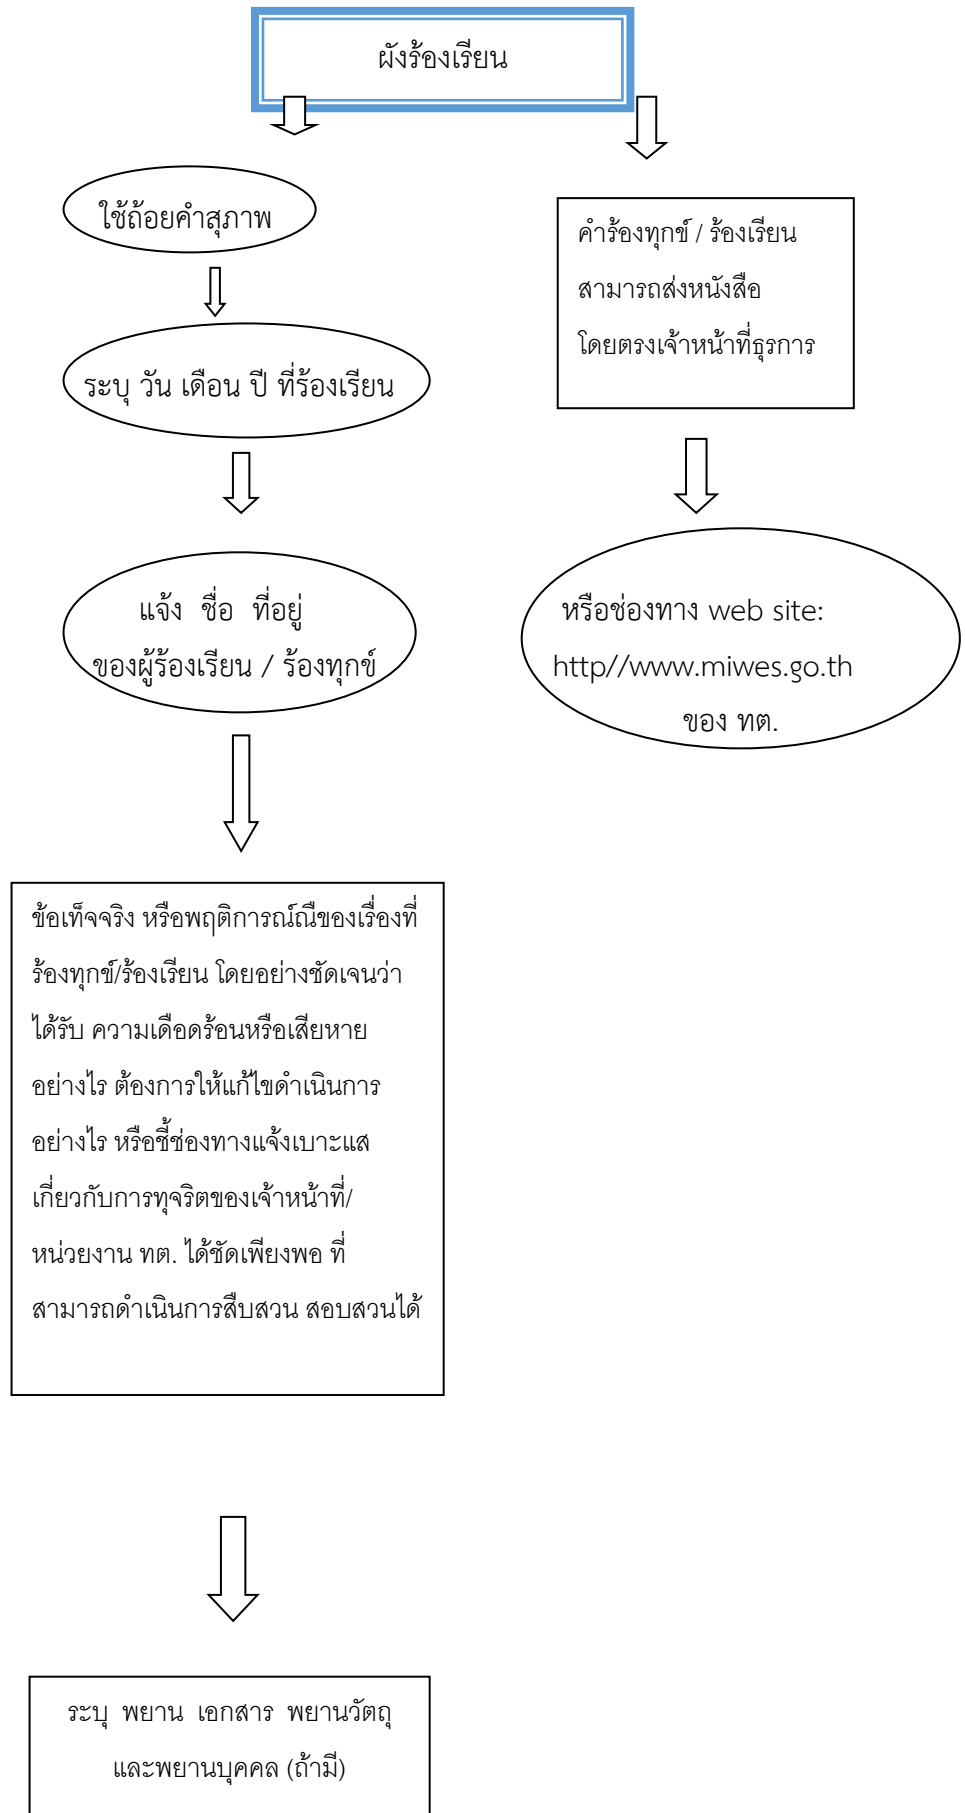 ผังร้องเรียน
ใช้ถ้อยคำสุภาพ
ระบุ วัน เดือน ปี ที่ร้องเรียน
แจ้ง ชื่อ ที่อยู่
ของผู้ร้องเรียน / ร้องทุกข์
ข้อเท็จจริง หรือพฤติการณ์ณืของเรื่องที่
ร้องทุกข์/ร้องเรียน โดยอย่างชัดเจนว่า
ได้รับ ความเดือดร้อนหรือเสียหาย
อย่างไร ต้องการให้แก้ไขดำเนินการ
อย่างไร หรือชี้ช่องทางแจ้งเบาะแส
เกี่ยวกับการทุจริตของเจ้าหน้าที่/
หน่วยงาน ทต. ได้ชัดเพียงพอ ที่
สามารถดำเนินการสืบสวน สอบสวนได้
ระบุ พยาน เอกสาร พยานวัตถุ
และพยานบุคคล (ถ้ามี)
คำร้องทุกข์ / ร้องเรียน
สามารถส่งหนังสือ
โดยตรงเจ้าหน้าที่ธุรการ
หรือช่องทาง web site:
http//www.miwes.go.th
ของ ทต.